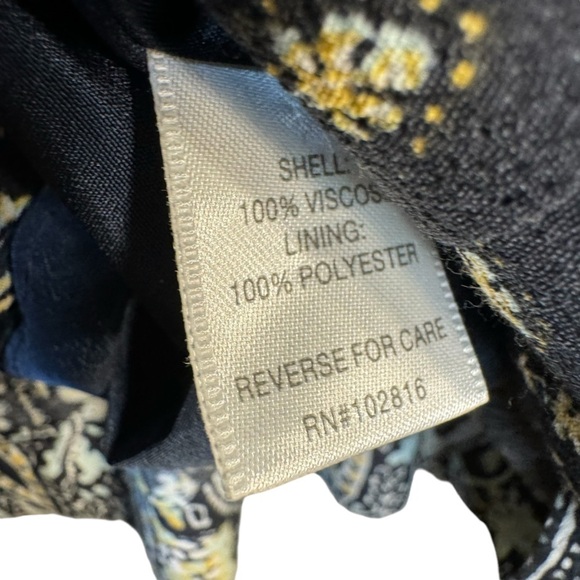 SHELL:
100% VISCOS
LINING:
100% POLYESTER
REVERSE FOR CARE
RN#102816